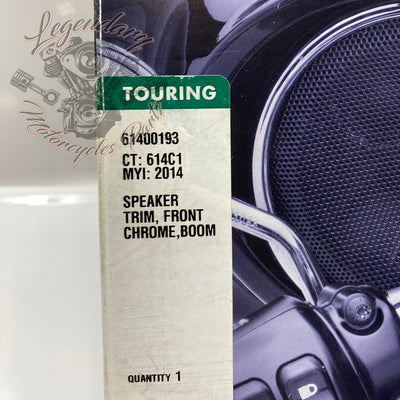 Legendary
Motorcycles Parts
TOURING
61400193
CT: 614C1
MYI: 2014
SPEAKER
TRIM, FRONT
CHROME,BOOM
QUANTITY 1